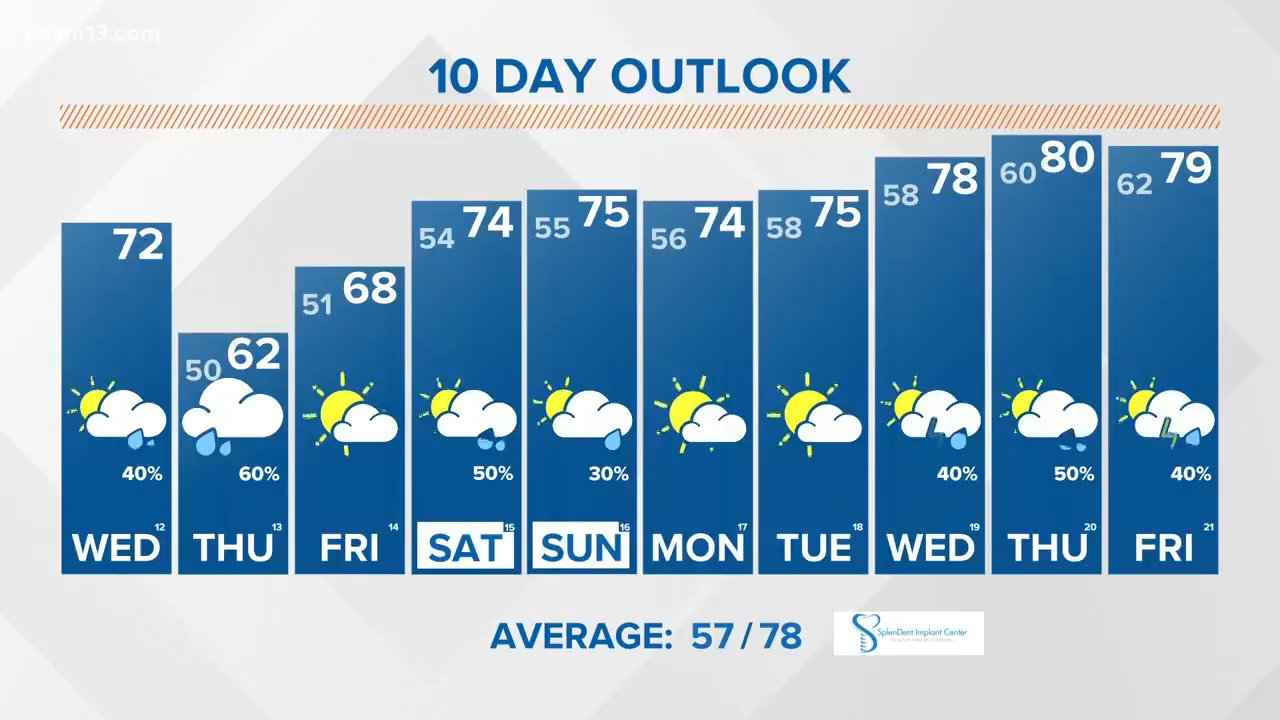 10 DAY OUTLOOK
72
40%
12
WED
50 62
60%
13
THU
51 68
14
FRI
54 74
50%
15
SAT
55 75
30%
16
SUN
56 74
17
MON
58 75
18
TUE
58 78
40%
19
WED
60 80
50%
20
THU
62 79
40%
21
FRI
AVERAGE: 57 / 78
SplenDent Implant Center